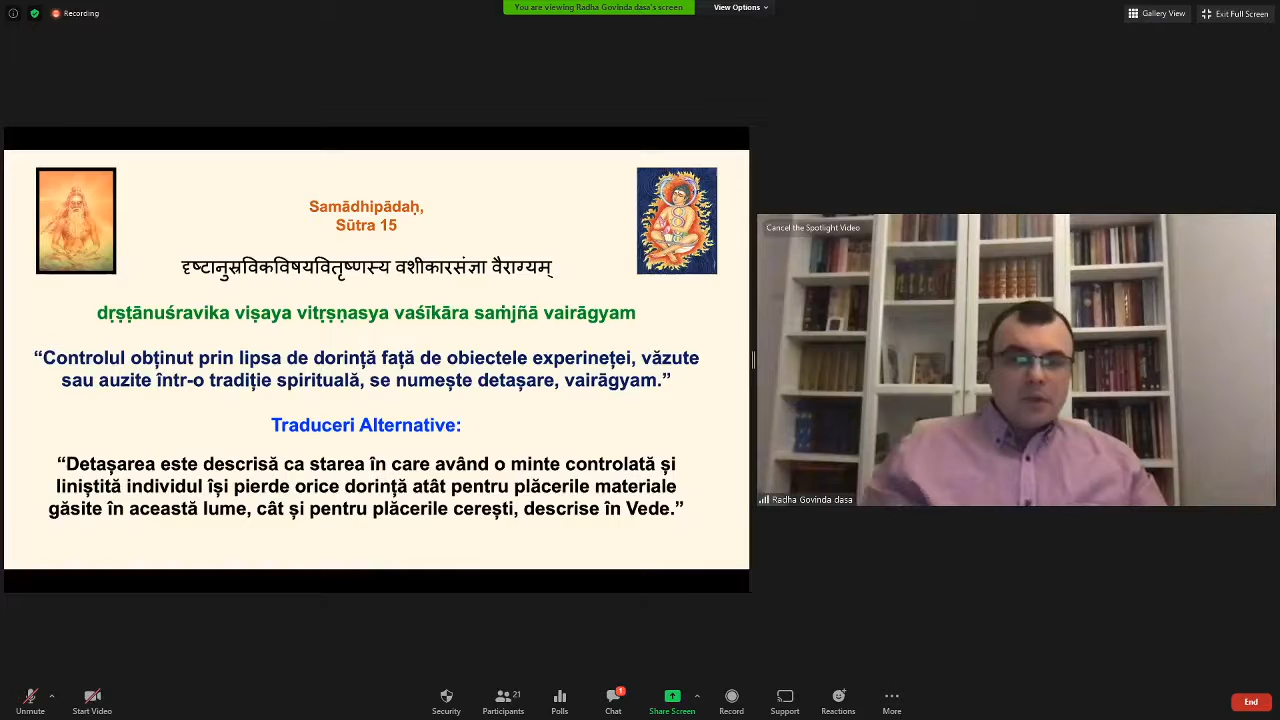 Recording
You are viewing Radha Govinda dasa's screen
View Options
Gallery View
Exit Full Screen
Samādhipādaḥ,
Sūtra 15
दृष्टानुस्रविकविषयवितृष्णस्य वशीकारसंज्ञा वैराग्यम्
dṛṣṭānuśravika viṣaya vitṛṣṇasya vaśīkāra saṁjñā vairāgyam
“Controlul obținut prin lipsa de dorință față de obiectele experineței, văzute
sau auzite într-o tradiție spirituală, se numește detașare, vairāgyam.”
Traduceri Alternative:
“Detașarea este descrisă ca starea în care având o minte controlată și
liniștită individul își pierde orice dorință atât pentru plăcerile materiale
găsite în această lume, cât și pentru plăcerile cerești, descrise în Vede.”
Cancel the Spotlight Video
Radha Govinda dasa
Unmute
Start Video
Security
Participants
21
Polls
Chat
1
Share Screen
Record
Support
Reactions
More
End